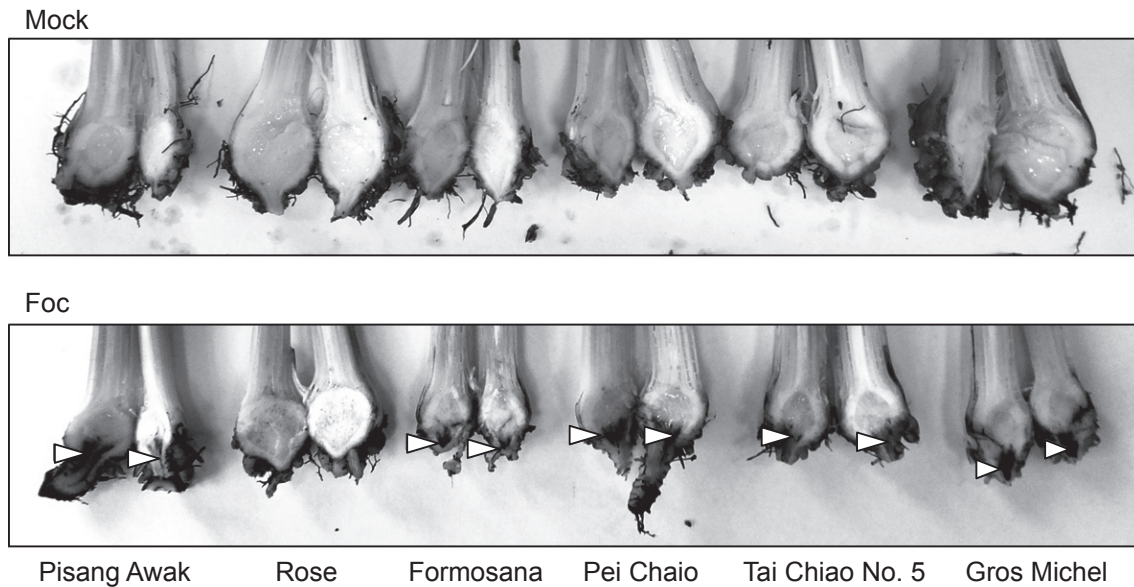 Mock
Foc
Pisang Awak Rose Formosana Pei Chaio Tai Chiao No. 5 Gros Michel